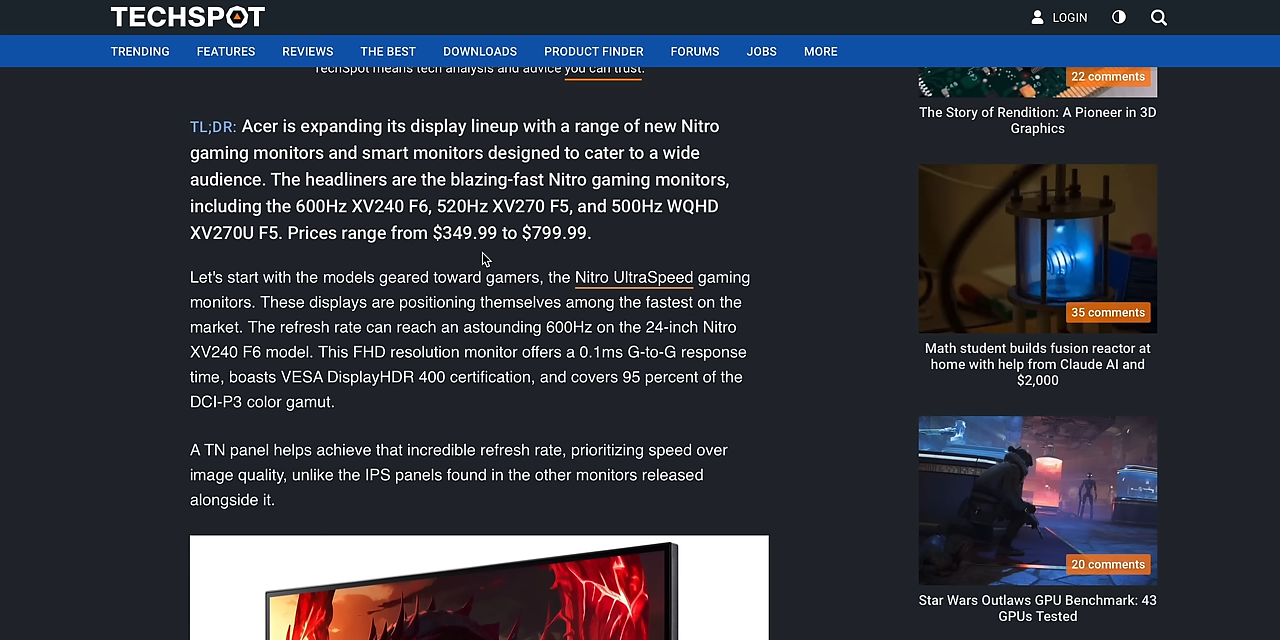 TECHSPOT
LOGIN
TRENDING FEATURES REVIEWS THE BEST DOWNLOADS PRODUCT FINDER FORUMS JOBS MORE
TechSpot means tech analysis and advice you can trust.
TL;DR: Acer is expanding its display lineup with a range of new Nitro
gaming monitors and smart monitors designed to cater to a wide
audience. The headliners are the blazing-fast Nitro gaming monitors,
including the 600Hz XV240 F6, 520Hz XV270 F5, and 500Hz WQHD
XV270U F5. Prices range from $349.99 to $799.99.
Let's start with the models geared toward gamers, the Nitro UltraSpeed gaming
monitors. These displays are positioning themselves among the fastest on the
market. The refresh rate can reach an astounding 600Hz on the 24-inch Nitro
XV240 F6 model. This FHD resolution monitor offers a 0.1ms G-to-G response
time, boasts VESA DisplayHDR 400 certification, and covers 95 percent of the
DCI-P3 color gamut.
A TN panel helps achieve that incredible refresh rate, prioritizing speed over
image quality, unlike the IPS panels found in the other monitors released
alongside it.
22 comments
The Story of Rendition: A Pioneer in 3D
Graphics
35 comments
Math student builds fusion reactor at
home with help from Claude AI and
$2,000
20 comments
Star Wars Outlaws GPU Benchmark: 43
GPUs Tested